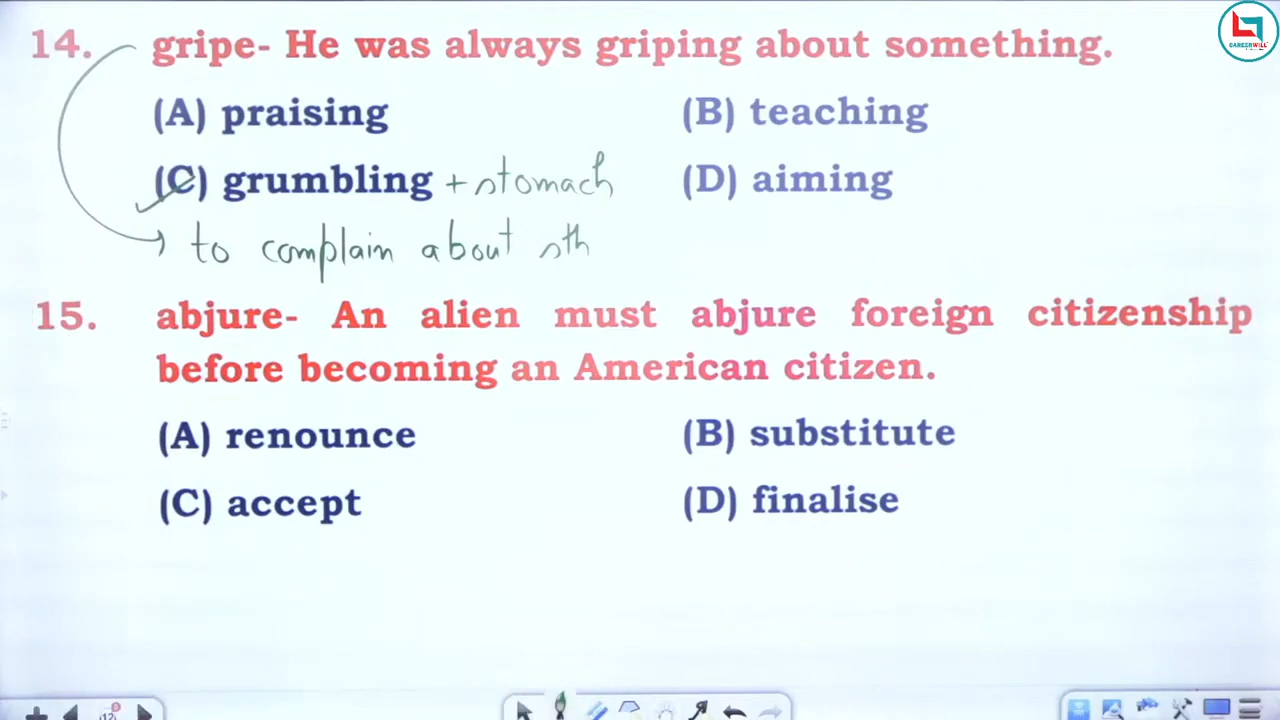 CAREERWILL
14. gripe- He was always griping about something.
(A) praising (B) teaching
(C) grumbling + stomach (D) aiming
to complain about sth
15. abjure- An alien must abjure foreign citizenship
before becoming an American citizen.
(A) renounce (B) substitute
(C) accept (D) finalise